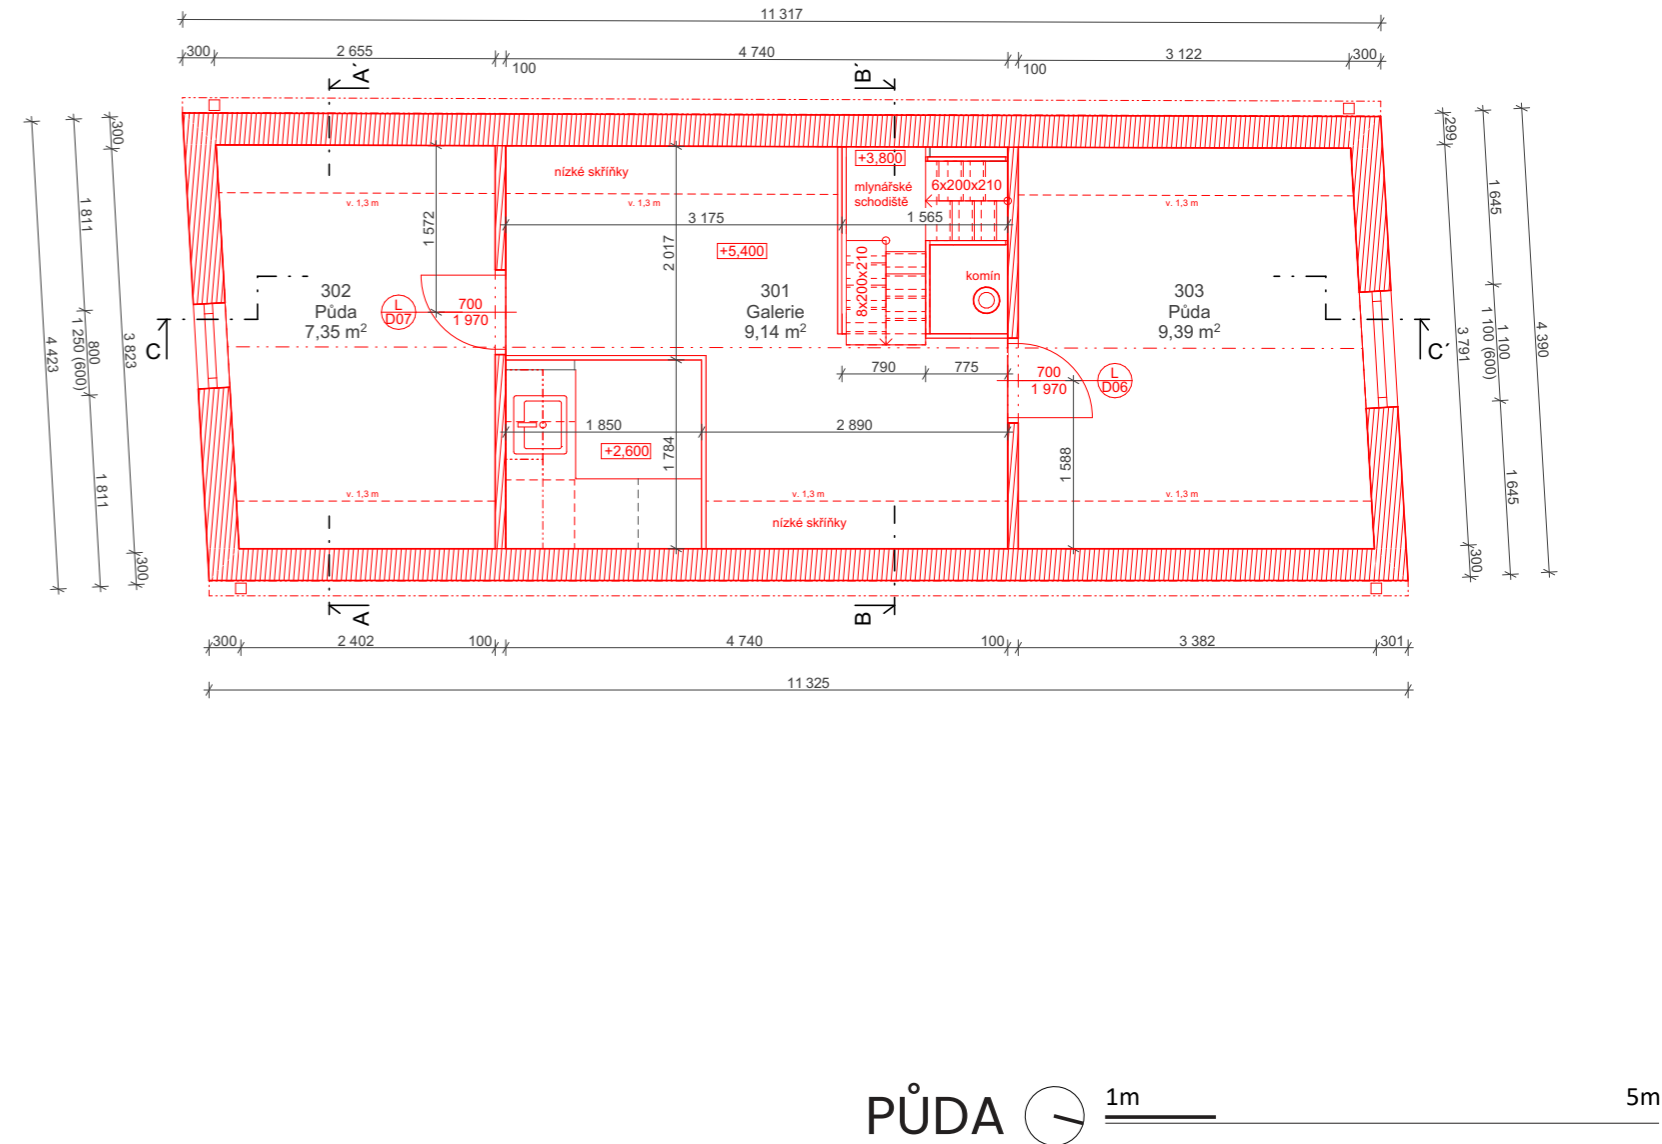 11 317
300
2 655
4 740
3 122
300
100
100
A´
B´
300
1 811
1 572
nízké skříňky
+3,800
mlynářské
schodiště
6x200x210
299
1 645
v. 1,3 m
v. 1,3 m
v. 1,3 m
3 175
1 565
2 017
+5,400
8x200x210
komín
302
Půda
7,35 m²
L
D07
700
1 970
301
Galerie
9,14 m²
303
Půda
9,39 m²
C
C´
4 423
1 250 (600)
800
3 823
3 791
1 100 (600)
1 100
4 390
790
775
700
1 970
L
D06
1 850
2 890
+2,600
1 784
1 588
1 811
1 645
v. 1,3 m
v. 1,3 m
v. 1,3 m
nízké skříňky
300
300
A
B
300
2 402
100
4 740
100
3 382
301
11 325
PŮDA
1m
5m